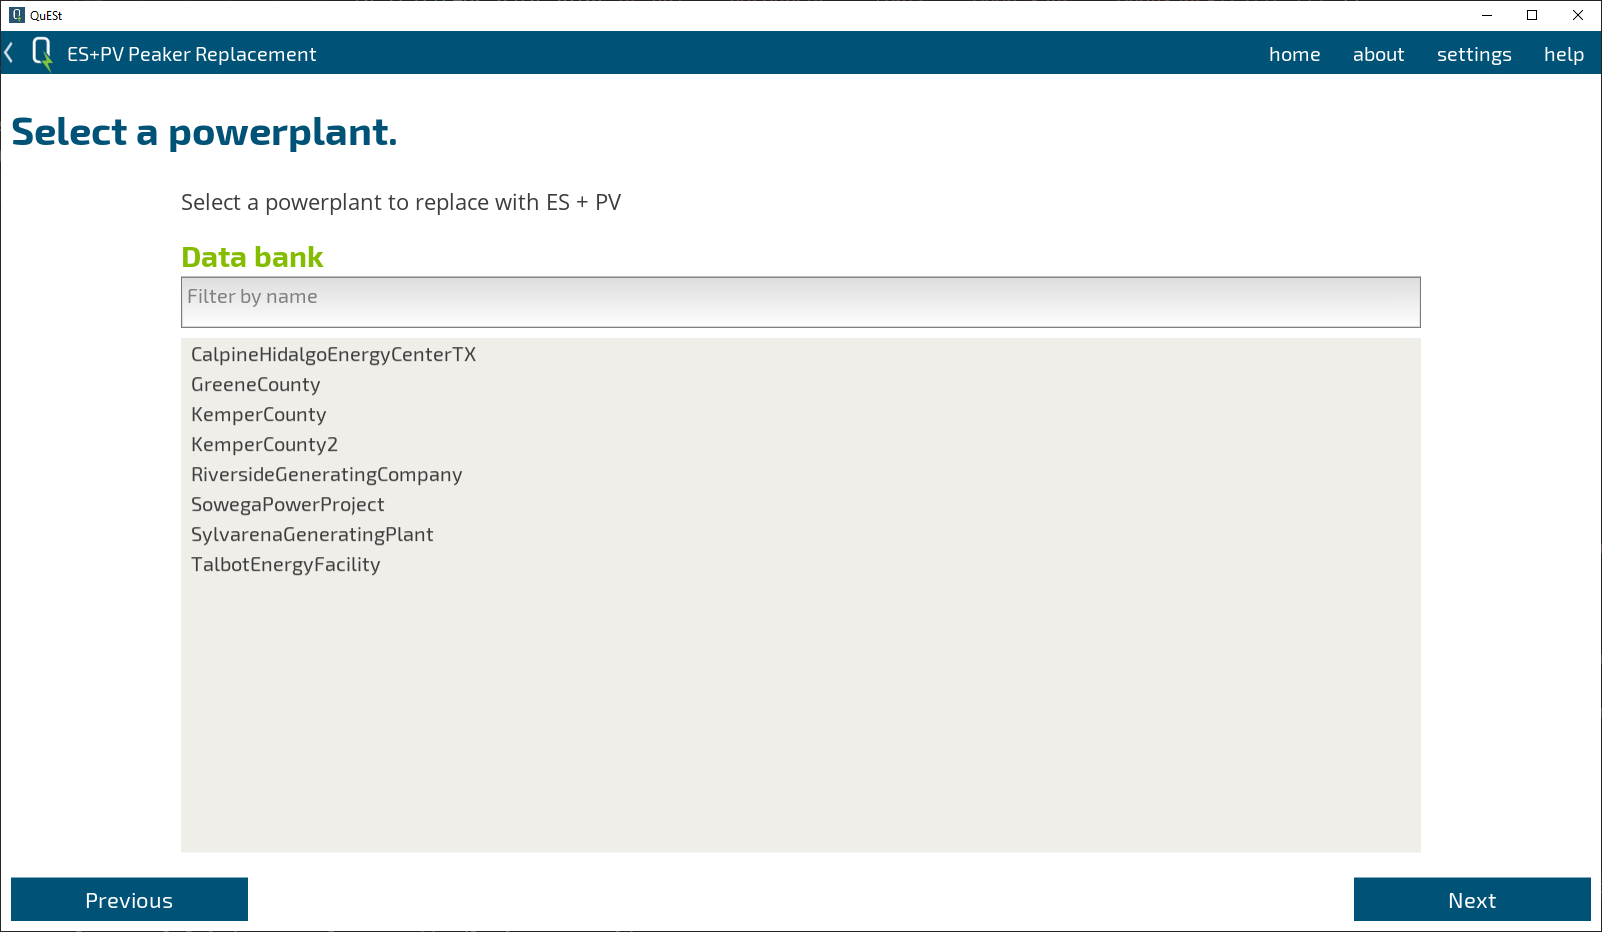 QuESt
ES+PV Peaker Replacement home about settings help
Select a powerplant.
Select a powerplant to replace with ES + PV
Data bank
Filter by name
CalpineHidalgoEnergyCenterTX
GreeneCounty
KemperCounty
KemperCounty2
RiversideGeneratingCompany
SowegaPowerProject
SylvarenaGeneratingPlant
TalbotEnergyFacility
Previous Next